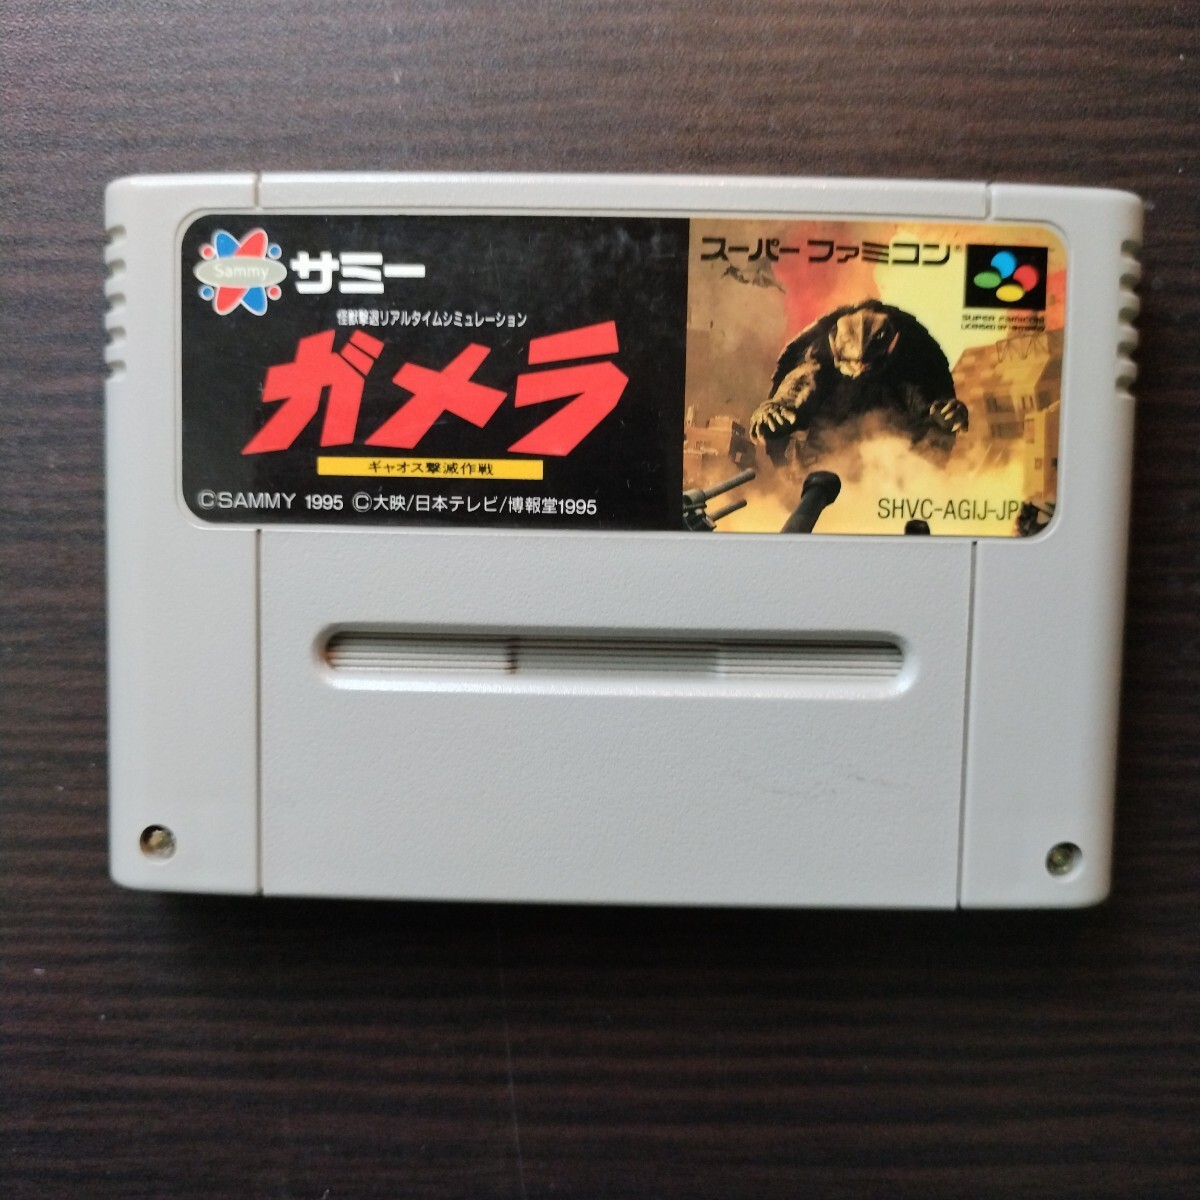 Sammy
サミー
怪獣撃退リアルタイムシミュレーション
ガメラ
ギャオス撃滅作戦
©SAMMY 1995 ©大映/日本テレビ/博報堂1995
スーパーファミコン®
SUPER FAMICOM
LICENSED BY NINTENDO
SHVC-AGIJ-JPN